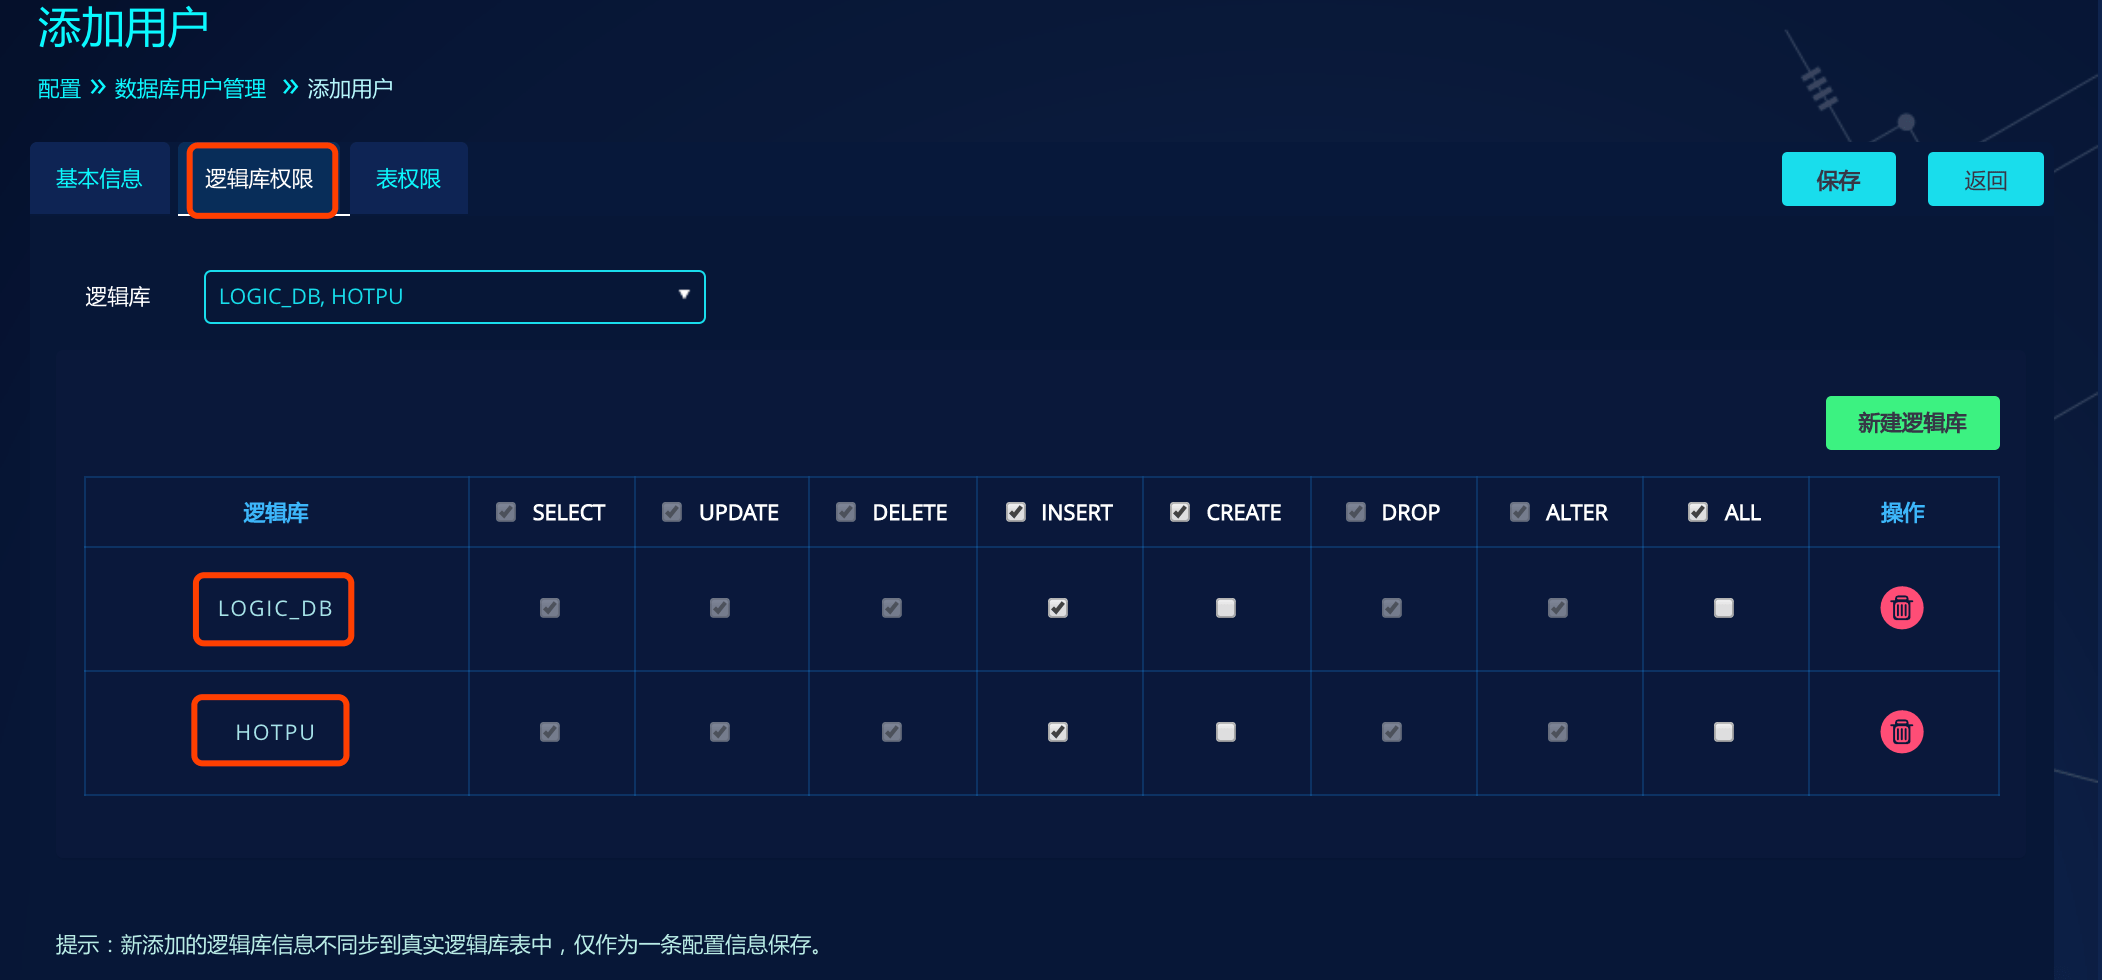 添加用户
配置 » 数据库用户管理 » 添加用户
基本信息 逻辑库权限 表权限 保存 返回
逻辑库 LOGIC_DB, HOTPU
新建逻辑库
逻辑库 SELECT UPDATE DELETE INSERT CREATE DROP ALTER ALL 操作
LOGIC_DB
HOTPU
提示：新添加的逻辑库信息不同步到真实逻辑库表中，仅作为一条配置信息保存。